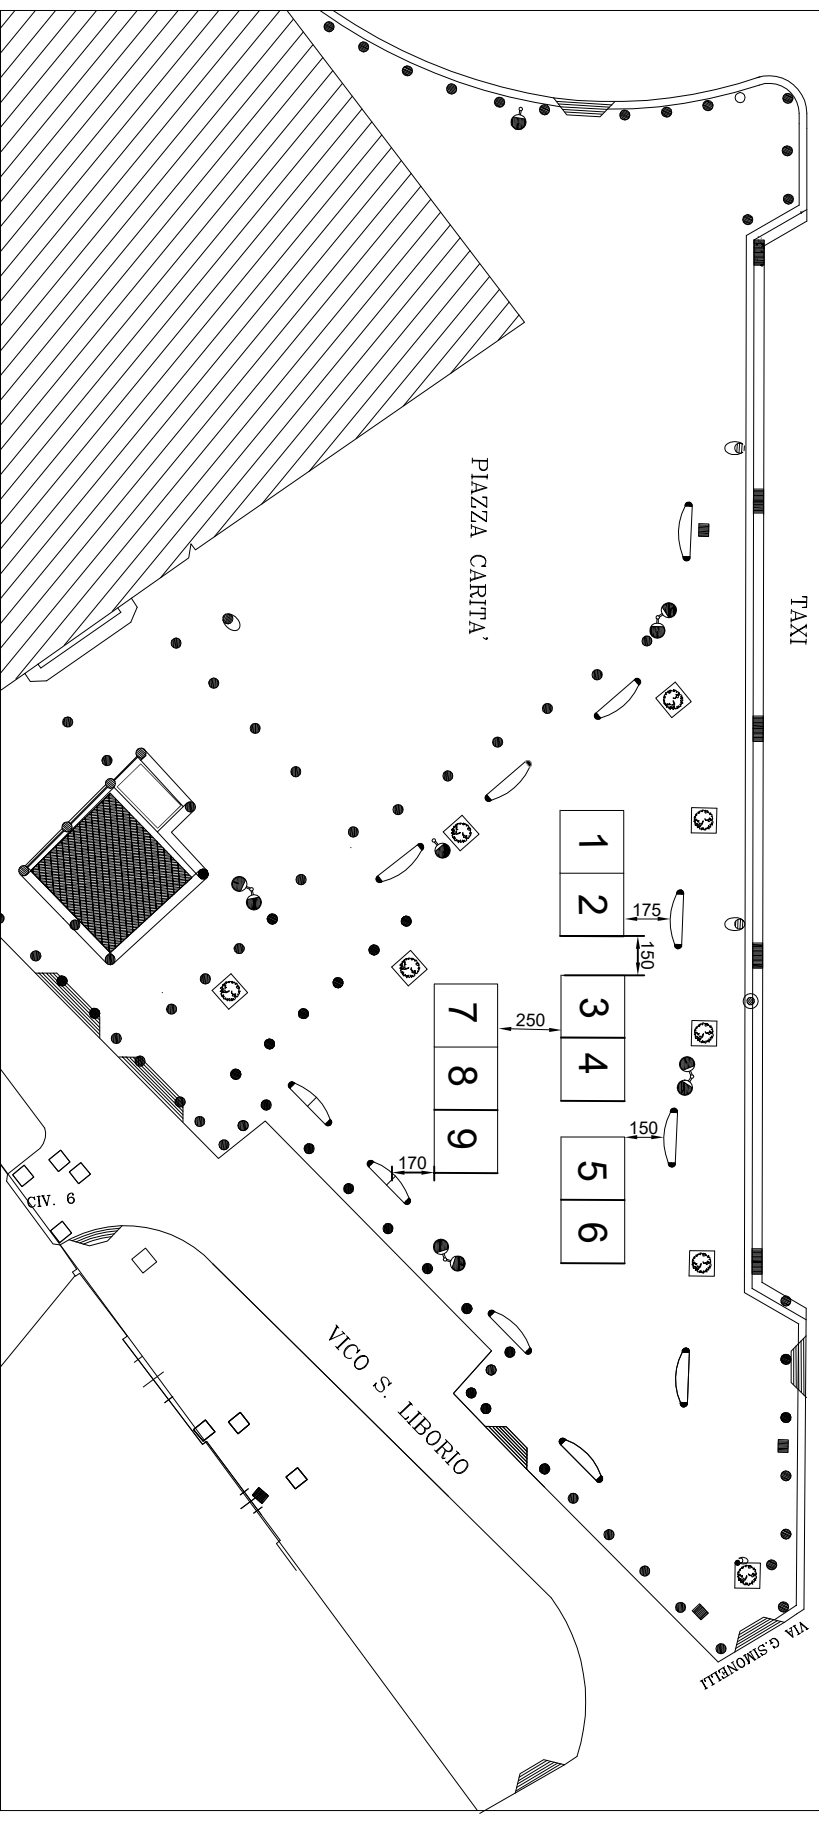 TAXI
PIAZZA CARITA'
1
2
175
150
3
4
7
8
9
250
150
5
6
170
CIV. 6
VICO S. LIBORIO
VIA G.SIMONELLI